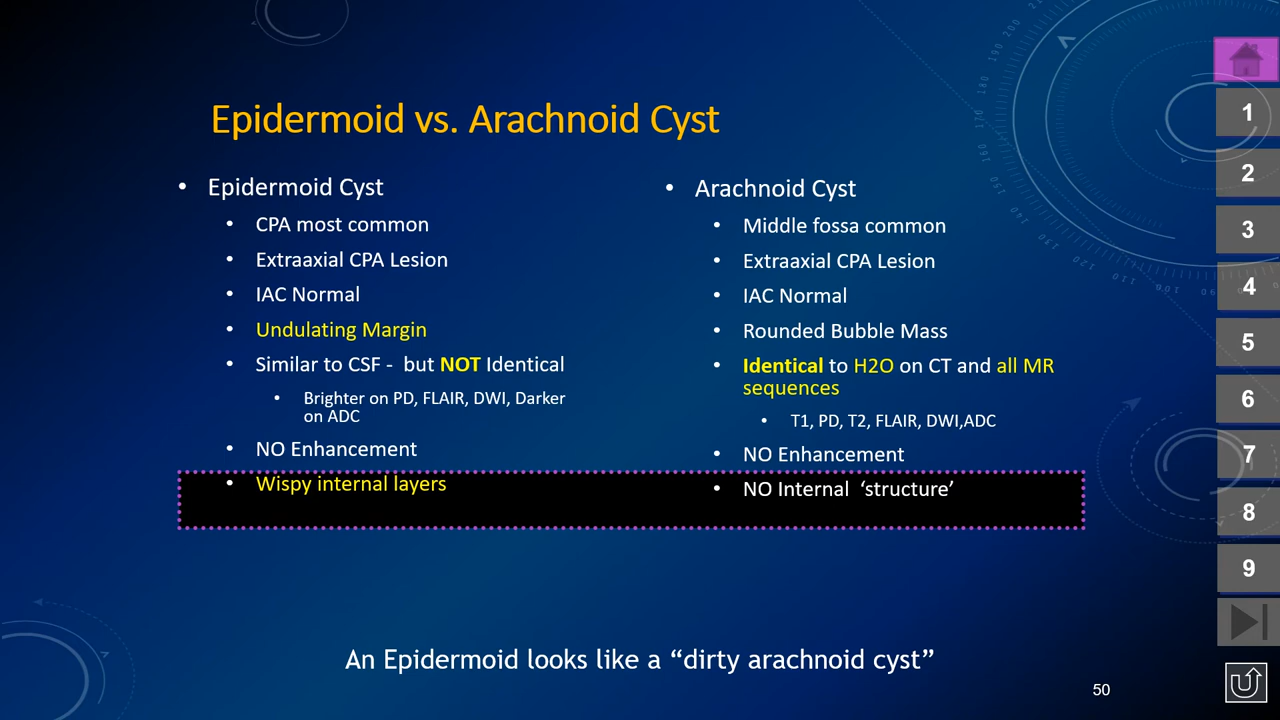 Epidermoid vs. Arachnoid Cyst
• Epidermoid Cyst
• CPA most common
• Extraaxial CPA Lesion
• IAC Normal
• Undulating Margin
• Similar to CSF - but NOT Identical
• Brighter on PD, FLAIR, DWI, Darker
on ADC
• NO Enhancement
• Wispy internal layers
• Arachnoid Cyst
• Middle fossa common
• Extraaxial CPA Lesion
• IAC Normal
• Rounded Bubble Mass
• Identical to H2O on CT and all MR
sequences
• T1, PD, T2, FLAIR, DWI,ADC
• NO Enhancement
• NO Internal ‘structure’
An Epidermoid looks like a “dirty arachnoid cyst”
50
1
2
3
4
5
6
7
8
9